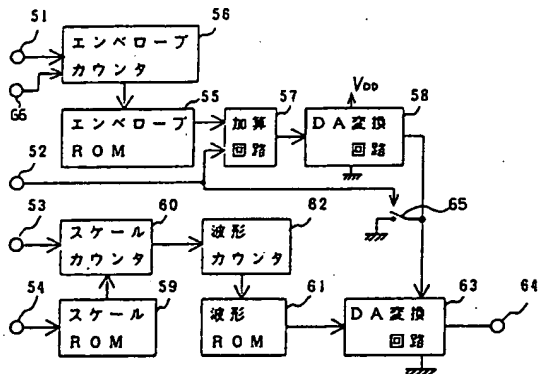 51
56
エンベロープ
カウンタ
66
55
57
VDD
58
エンベロープ
ROM
加算
回路
DA変換
回路
52
65
53
60
62
スケール
カウンタ
波形
カウンタ
54
59
61
63
64
スケール
ROM
波形
ROM
DA変換
回路